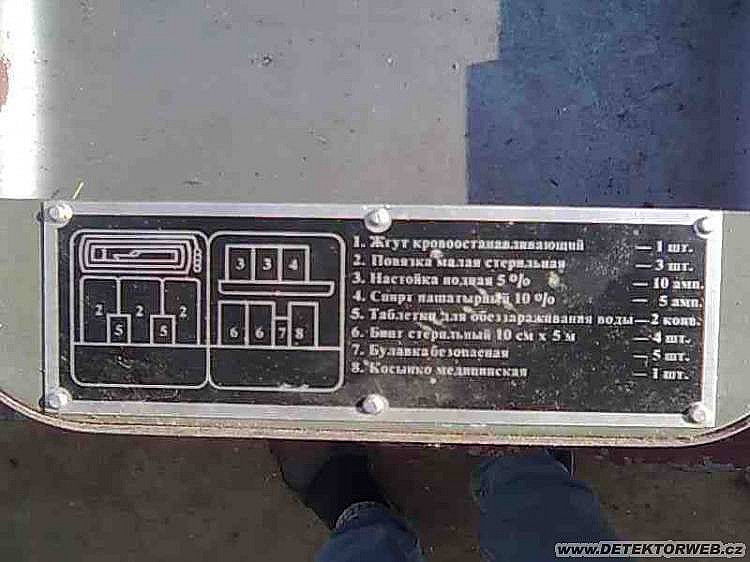 3 3 4
2 2 2
5 5
6 6 7 8
1. Жгут кровоостанавливающий — 1 шт.
2. Повязка малая стерильная — 3 шт.
3. Настойка йодная 5 % — 10 амп.
4. Спирт нашатырный 10 % — 5 амп.
5. Таблетки для обеззараживания воды — 2 конв.
6. Бинт стерильный 10 см х 5 м — 4 шт.
7. Булавка безопасная — 5 шт.
8. Косынко медицинская — 1 шт.
www.DETEKTORWEB.cz